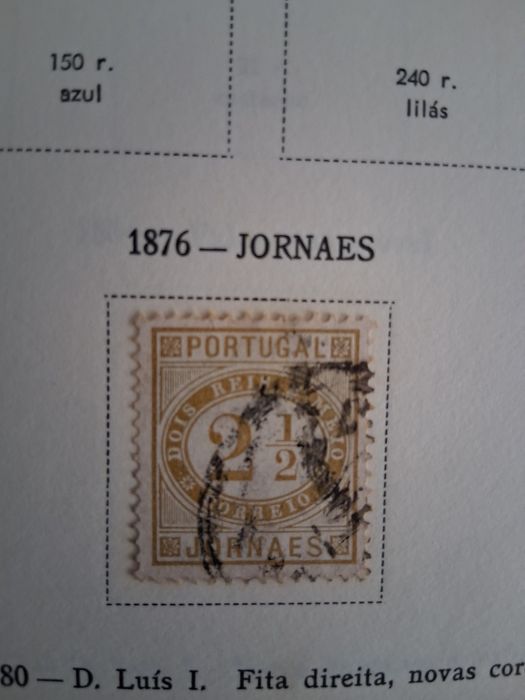 150 r.
azul
240 r.
lilás
1876 — JORNAES
PORTUGAL
DOIS REIS E MEIO
2 1/2
CORREIO
JORNAES
80 — D. Luís I. Fita direita, novas cor